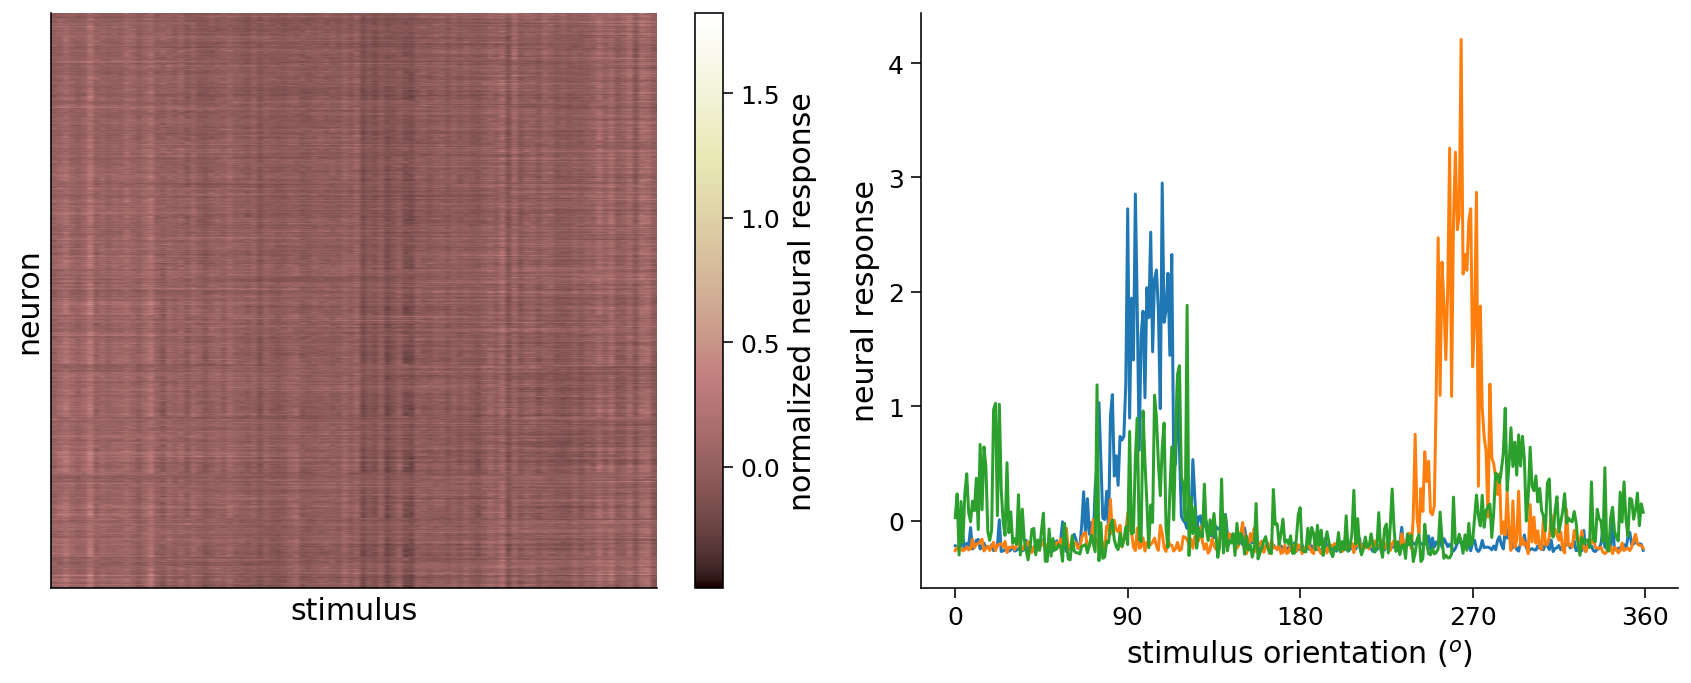 neuron
stimulus
1.5
1.0
0.5
0.0
normalized neural response
neural response
4
3
2
1
0
0 90 180 270 360
stimulus orientation (°)